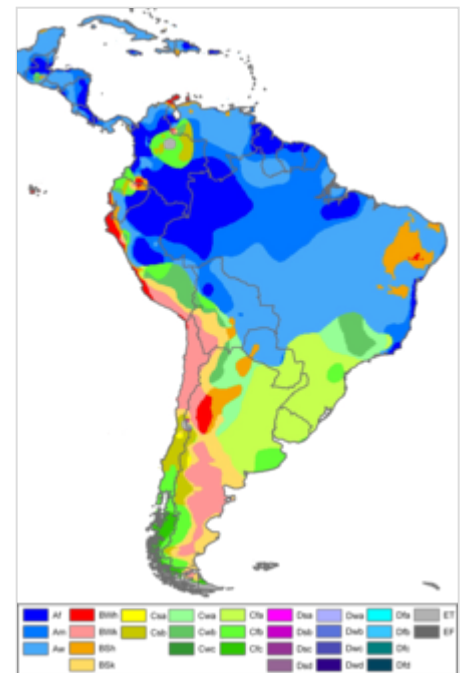 Af BWh Csa Cwa Cfa Dsa Dwa Dfa ET
Am BWk Csb Cwb Cfb Dsb Dwb Dfb EF
Aw BSh Cwc Cfc Dsc Dwc Dfc
BSk Dsd Dwd Dfd